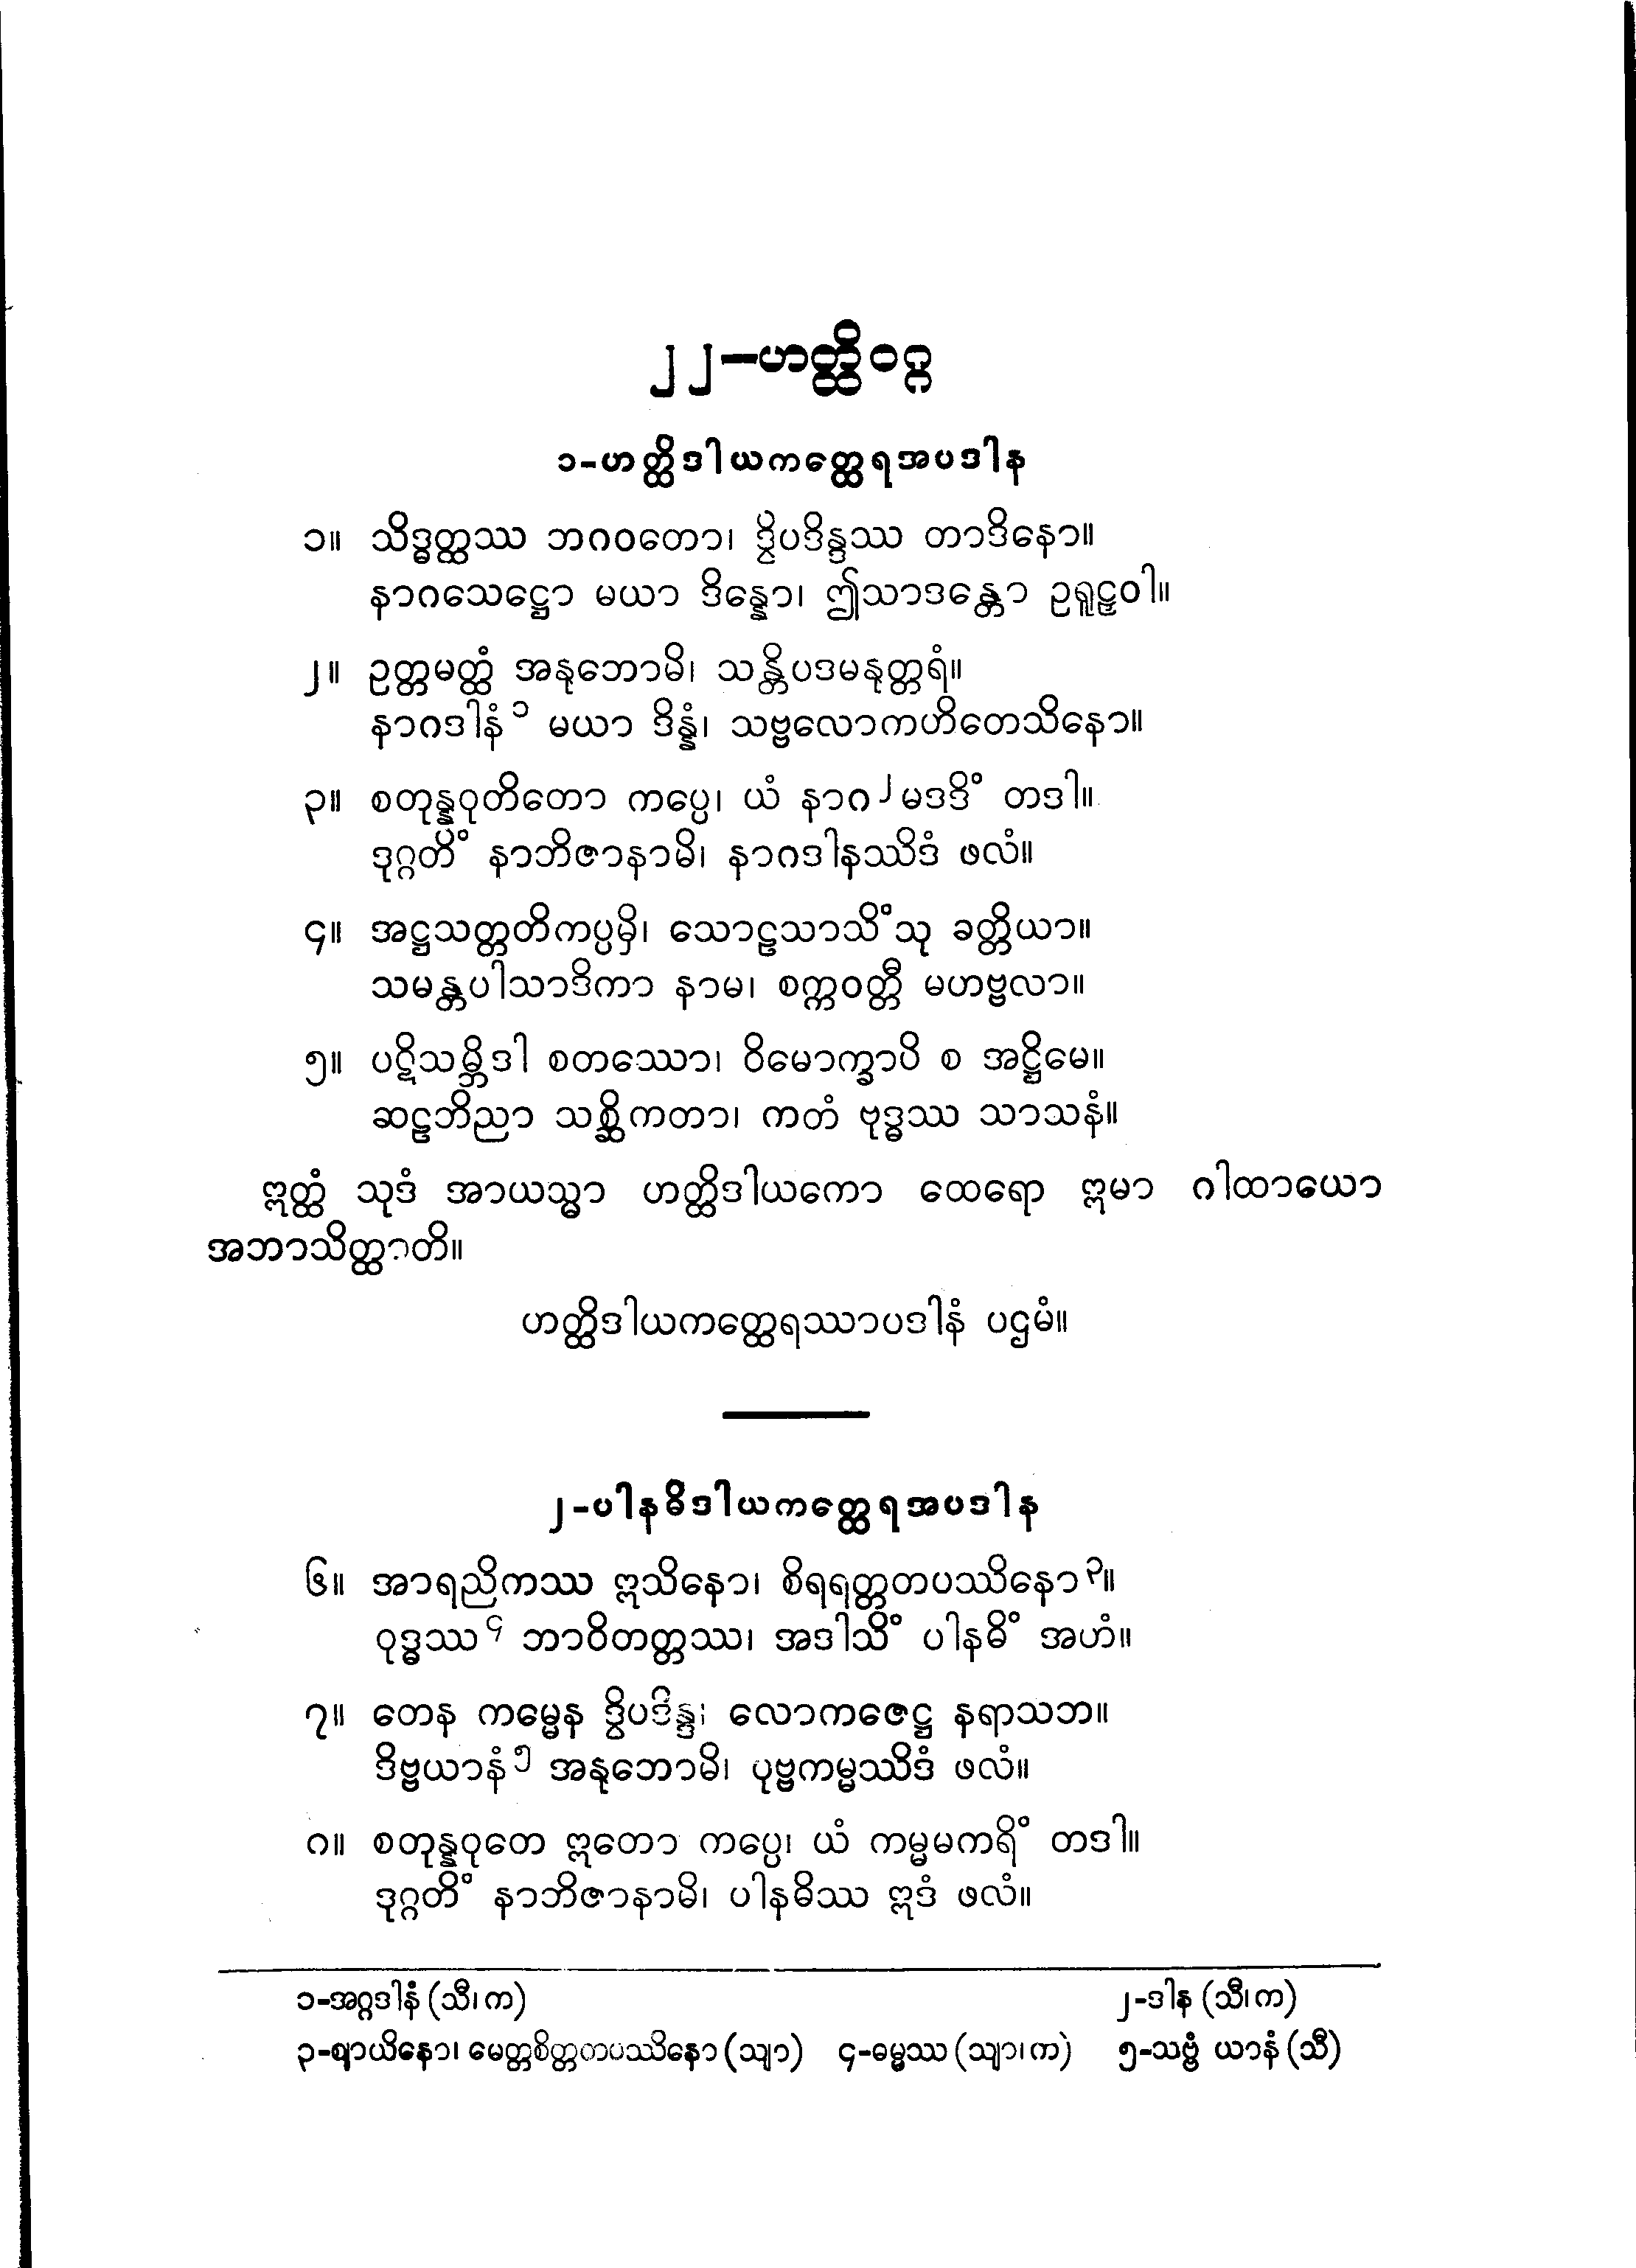 ၂၂–ဟတ္ထိဝဂ္ဂ
၁-ဟတ္ထိဒါယကတ္ထေရအပဒါန
၁။ သိဒ္ဓတ္ထဿ ဘဂဝတော၊ ဒွိပဒိန္ဒဿ တာဒိနော။
နာဂသေဋ္ဌော မယာ ဒိန္နော၊ ဤသာဒန္တော ဥရူဠှဝါ။
၂။ ဥတ္တမတ္ထံ အနုဘောမိ၊ သန္တိပဒမနုတ္တရံ။
နာဂဒါနံ ၁ မယာ ဒိန္နံ၊ သဗ္ဗလောကဟိတေသိနော။
၃။ စတုန္နဝုတိတော ကပ္ပေ၊ ယံ နာဂ ၂ မဒဒိံ တဒါ။
ဒုဂ္ဂတိံ နာဘိဇာနာမိ၊ နာဂဒါနဿိဒံ ဖလံ။
၄။ အဋ္ဌသတ္တတိကပ္ပမှိ၊ သောဠသာသိံသု ခတ္တိယာ။
သမန္တပါသာဒိကာ နာမ၊ စက္ကဝတ္တီ မဟဗ္ဗလာ။
၅။ ပဋိသမ္ဘိဒါ စတဿော၊ ဝိမောက္ခာပိ စ အဋ္ဌိမေ။
ဆဠဘိညာ သစ္ဆိကတာ၊ ကတံ ဗုဒ္ဓဿ သာသနံ။
ဣတ္ထံ သုဒံ အာယသ္မာ ဟတ္ထိဒါယကော ထေရော ဣမာ ဂါထာယော
အဘာသိတ္ထာတိ။
ဟတ္ထိဒါယကတ္ထေရဿာပဒါနံ ပဌမံ။
၂-ပါနဓိဒါယကတ္ထေရအပဒါန
၆။ အာရညိကဿ ဣသိနော၊ စိရရတ္တတပဿိနော ၃။
ဝုဒ္ဓဿ ၄ ဘာဝိတတ္တဿ၊ အဒါသိံ ပါနဓိံ အဟံ။
၇။ တေန ကမ္မေန ဒွိပဒိန္ဒ၊ လောကဇေဋ္ဌ နရာသဘ။
ဒိဗ္ဗယာနံ ၅ အနုဘောမိ၊ ပုဗ္ဗကမ္မဿိဒံ ဖလံ။
၈။ စတုန္နဝုတေ ဣတော ကပ္ပေ၊ ယံ ကမ္မမကရိံ တဒါ။
ဒုဂ္ဂတိံ နာဘိဇာနာမိ၊ ပါနဓိဿ ဣဒံ ဖလံ။
၁-အဂ္ဂဒါနံ (သီ၊ က) ၂-ဒါန (သီ၊ က)
၃-ဈာယိနော၊ မေတ္တစိတ္တတပဿိနော (သျာ) ၄-ဓမ္မဿ (သျာ၊ က) ၅-သဗ္ဗံ ယာနံ (သီ)